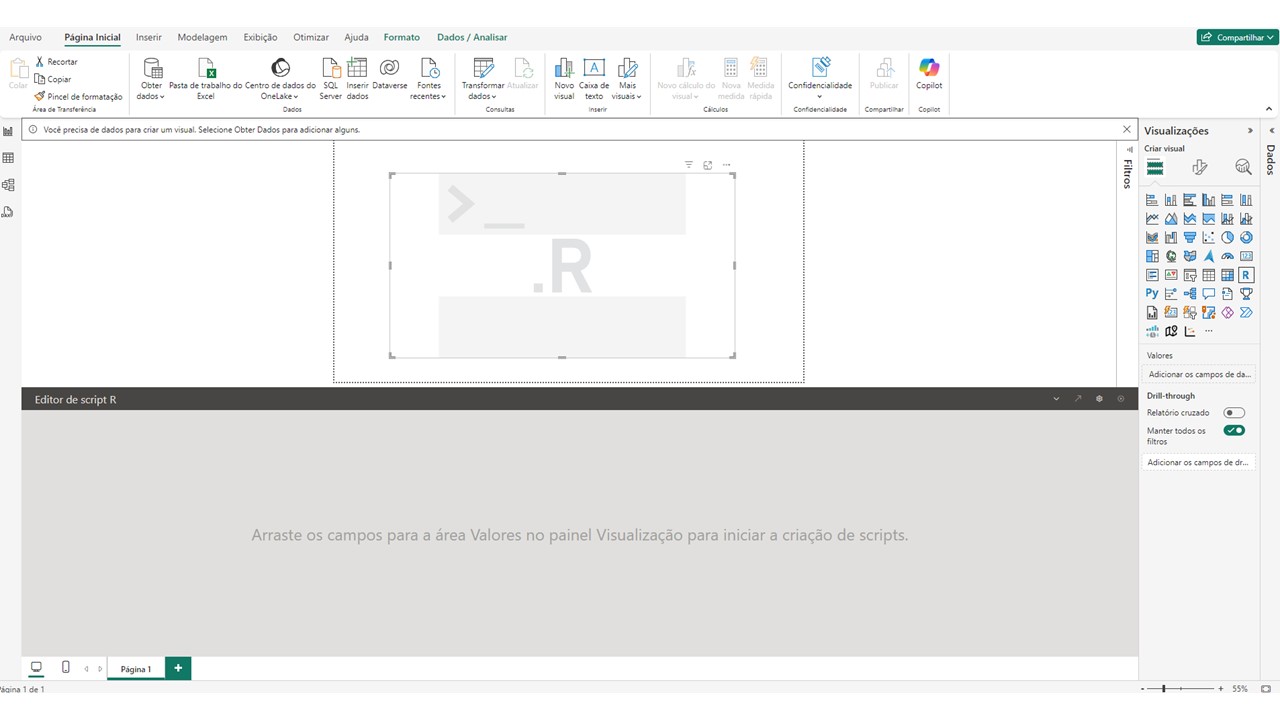 Arquivo Página Inicial Inserir Modelagem Exibição Otimizar Ajuda Formato Dados / Analisar Compartilhar
Colar
Recortar
Copiar
Pincel de formatação
Área de Transferência
Obter
dados
Pasta de trabalho do
Excel
Centro de dados do
OneLake
SQL
Server
Inserir
dados
Dataverse
Fontes
recentes
Dados
Transformar
dados
Atualizar
Consultas
Novo
visual
Caixa de
texto
Mais
visuais
Inserir
Novo cálculo do
visual
Nova
medida
Medida
rápida
Cálculos
Confidencialidade
Confidencialidade
Publicar
Compartilhar
Copilot
Copilot
Você precisa de dados para criar um visual. Selecione Obter Dados para adicionar alguns.
>_
.R
Filtros
Visualizações
Criar visual
123
R
Py
Valores
Adicionar os campos de da...
Drill-through
Relatório cruzado
Manter todos os
filtros
Adicionar os campos de dr...
Dados
Editor de script R
Arraste os campos para a área Valores no painel Visualização para iniciar a criação de scripts.
Página 1
+
Página 1 de 1
- + 55%